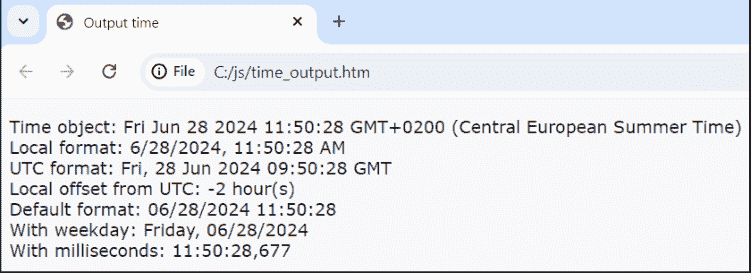 Output time
File C:/js/time_output.htm
Time object: Fri Jun 28 2024 11:50:28 GMT+0200 (Central European Summer Time)
Local format: 6/28/2024, 11:50:28 AM
UTC format: Fri, 28 Jun 2024 09:50:28 GMT
Local offset from UTC: -2 hour(s)
Default format: 06/28/2024 11:50:28
With weekday: Friday, 06/28/2024
With milliseconds: 11:50:28,677